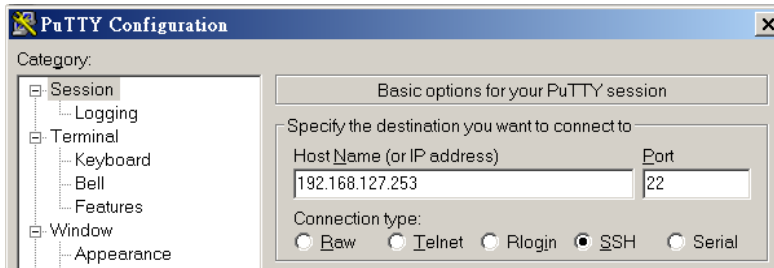 PuTTY Configuration
Category:
Session
Logging
Terminal
Keyboard
Bell
Features
Window
Appearance
Basic options for your PuTTY session
Specify the destination you want to connect to
Host Name (or IP address) Port
192.168.127.253 22
Connection type:
Raw Telnet Rlogin SSH Serial